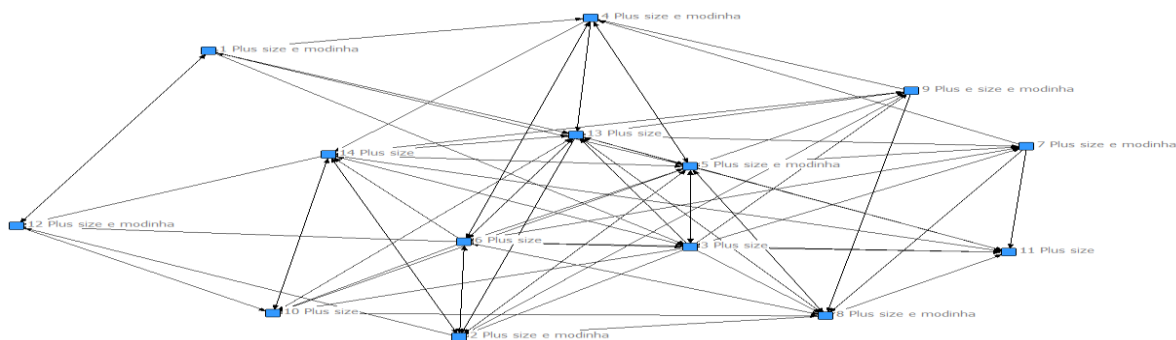 4 Plus size e modinha
1 Plus size e modinha
9 Plus e size e modinha
13 Plus size
7 Plus size e modinha
14 Plus size
5 Plus size e modinha
12 Plus size e modinha
6 Plus size
3 Plus size
11 Plus size
10 Plus size
8 Plus size e modinha
2 Plus size e modinha